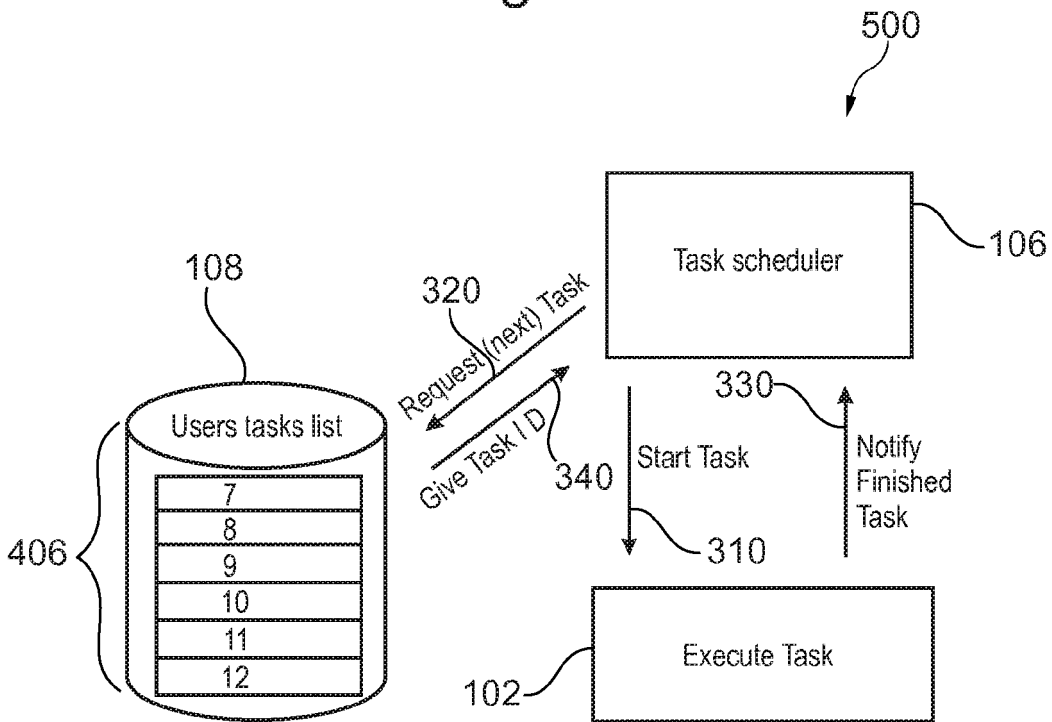 500
Task scheduler
106
108
320
Request (next) Task
Give Task I D
340
330
Start Task
Notify
Finished
Task
310
Users tasks list
7
8
9
10
11
12
406
Execute Task
102